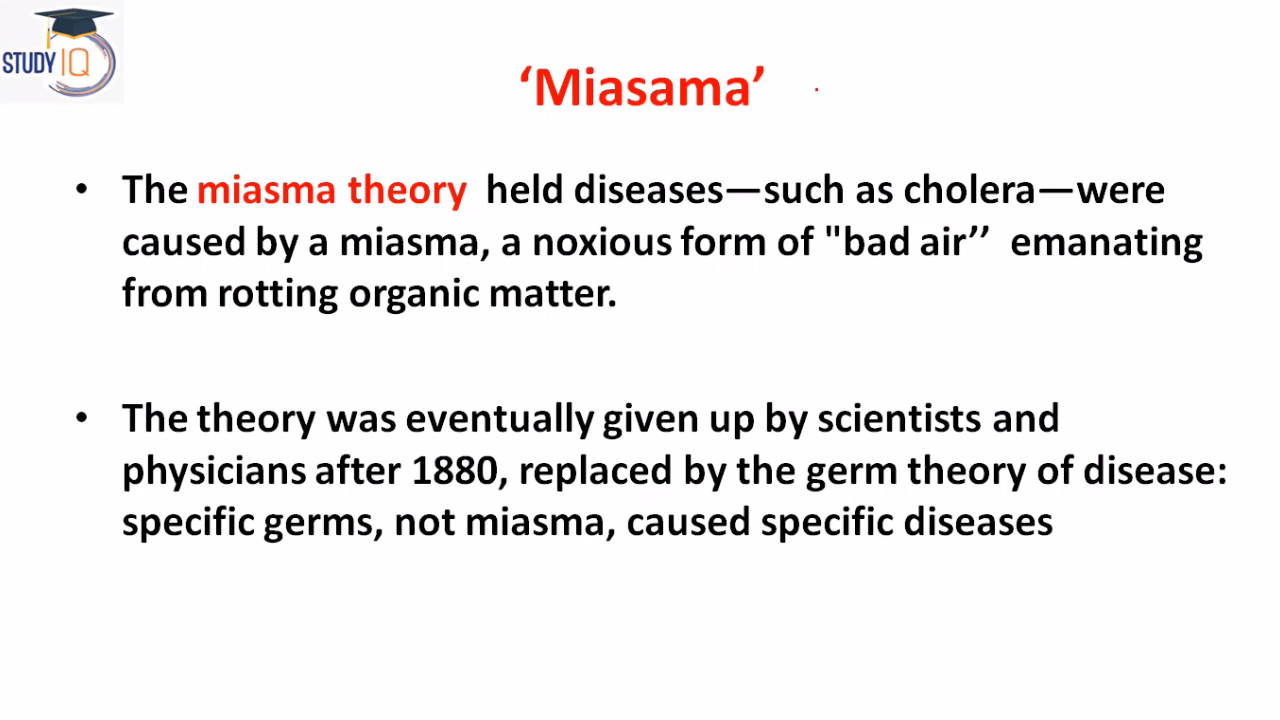 STUDY IQ
‘Miasama’
• The miasma theory held diseases—such as cholera—were
caused by a miasma, a noxious form of "bad air’’ emanating
from rotting organic matter.
• The theory was eventually given up by scientists and
physicians after 1880, replaced by the germ theory of disease:
specific germs, not miasma, caused specific diseases